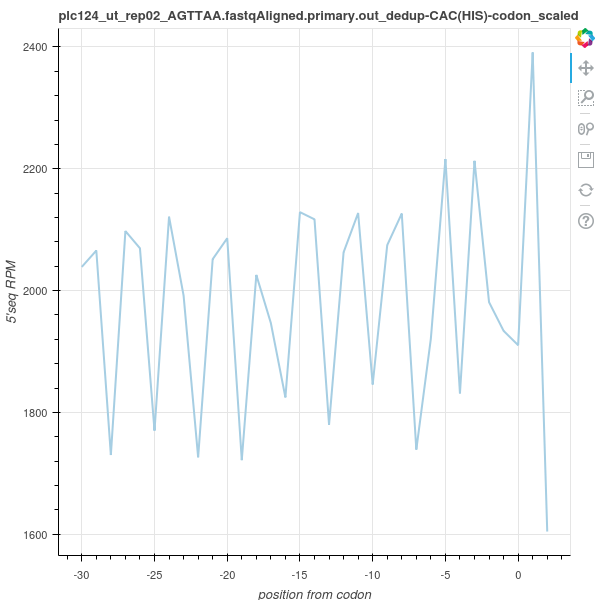 plc124_ut_rep02_AGTTAA.fastqAligned.primary.out_dedup-CAC(HIS)-codon_scaled
2400
2200
2000
1800
1600
5'seq RPM
-30 -25 -20 -15 -10 -5 0
position from codon